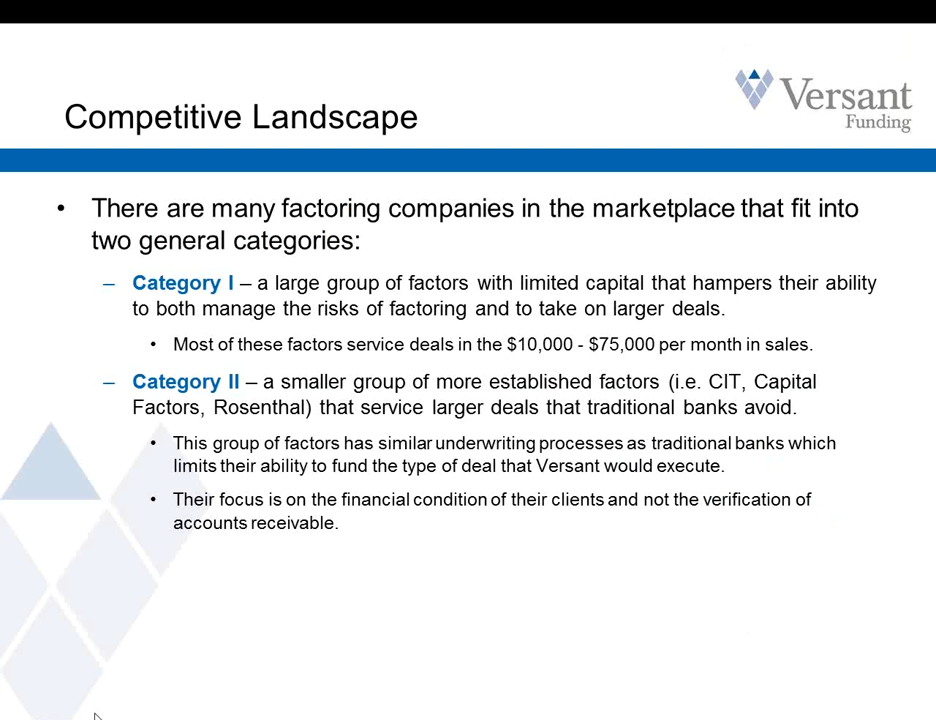 Versant
Funding
Competitive Landscape
• There are many factoring companies in the marketplace that fit into
two general categories:
– Category I – a large group of factors with limited capital that hampers their ability
to both manage the risks of factoring and to take on larger deals.
• Most of these factors service deals in the $10,000 - $75,000 per month in sales.
– Category II – a smaller group of more established factors (i.e. CIT, Capital
Factors, Rosenthal) that service larger deals that traditional banks avoid.
• This group of factors has similar underwriting processes as traditional banks which
limits their ability to fund the type of deal that Versant would execute.
• Their focus is on the financial condition of their clients and not the verification of
accounts receivable.